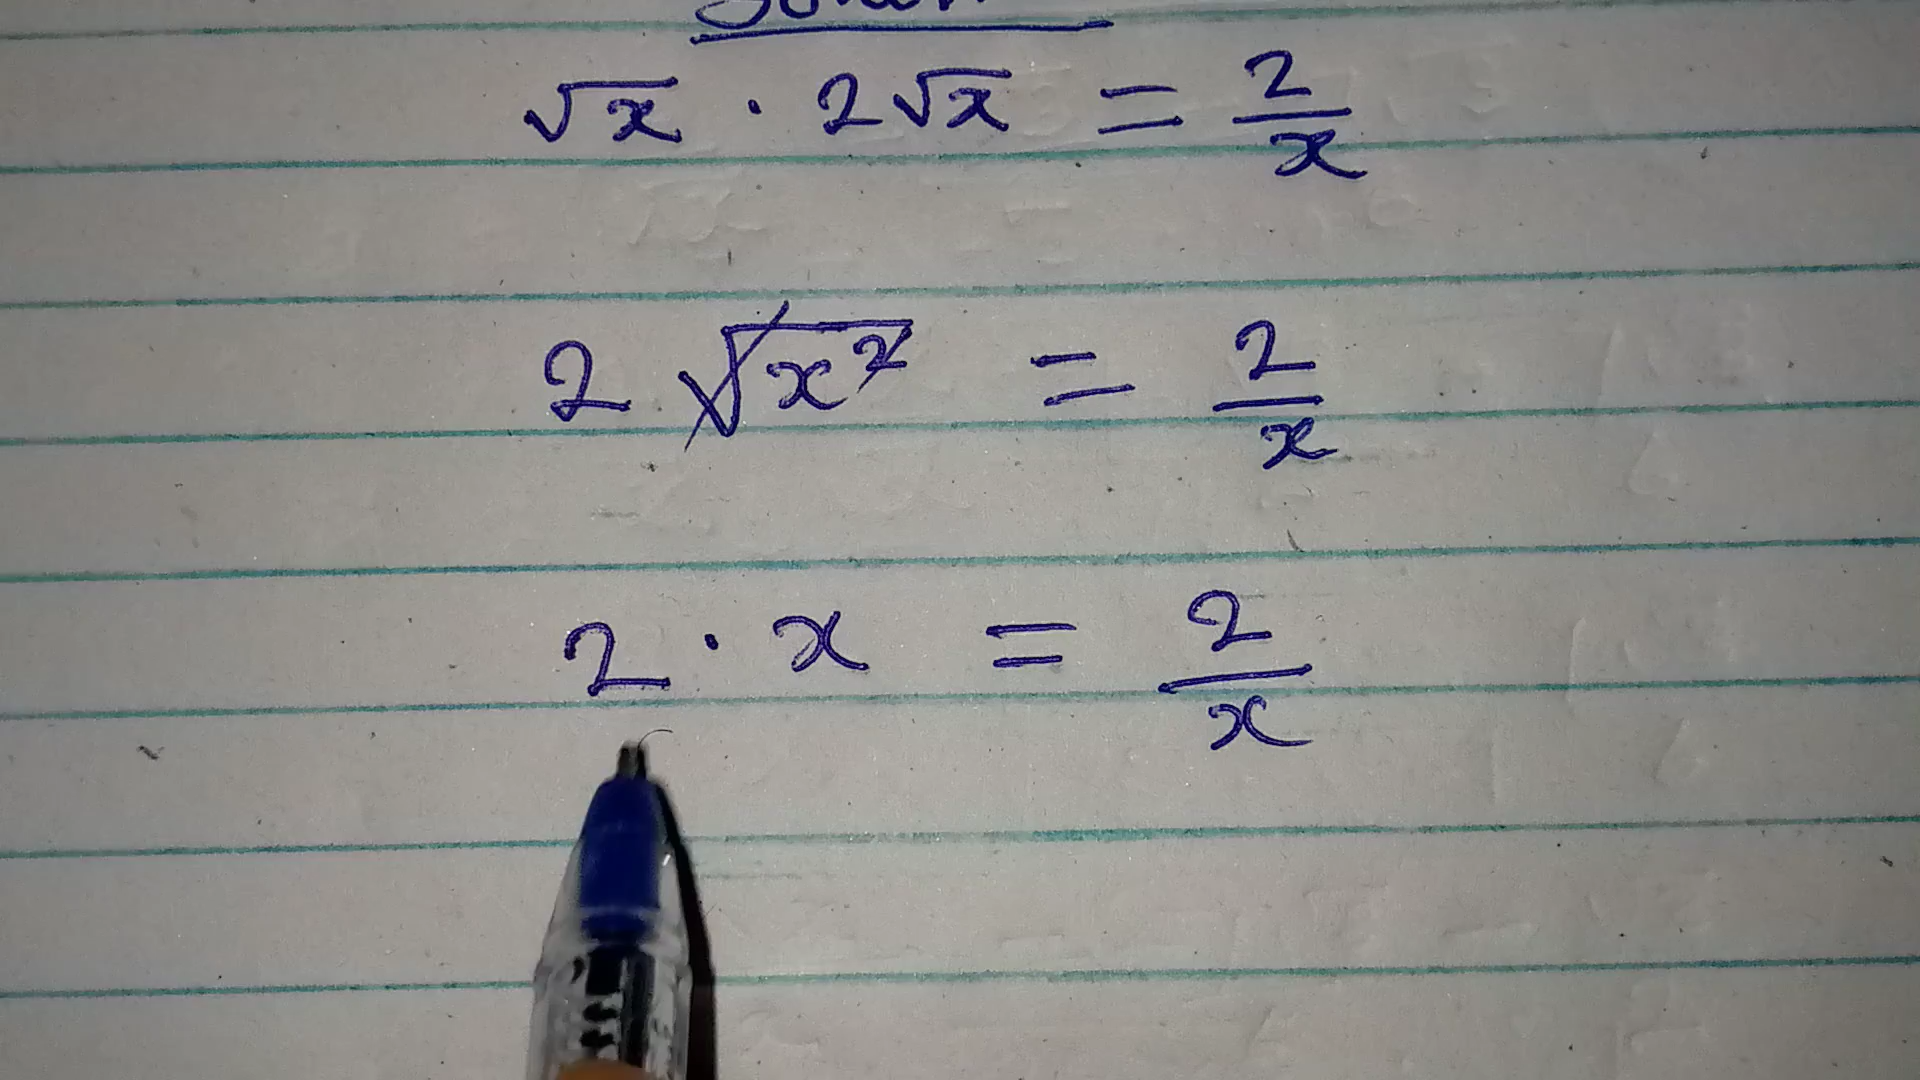 √x · 2√x = 2/x
2√x² = 2/x
2 · x = 2/x